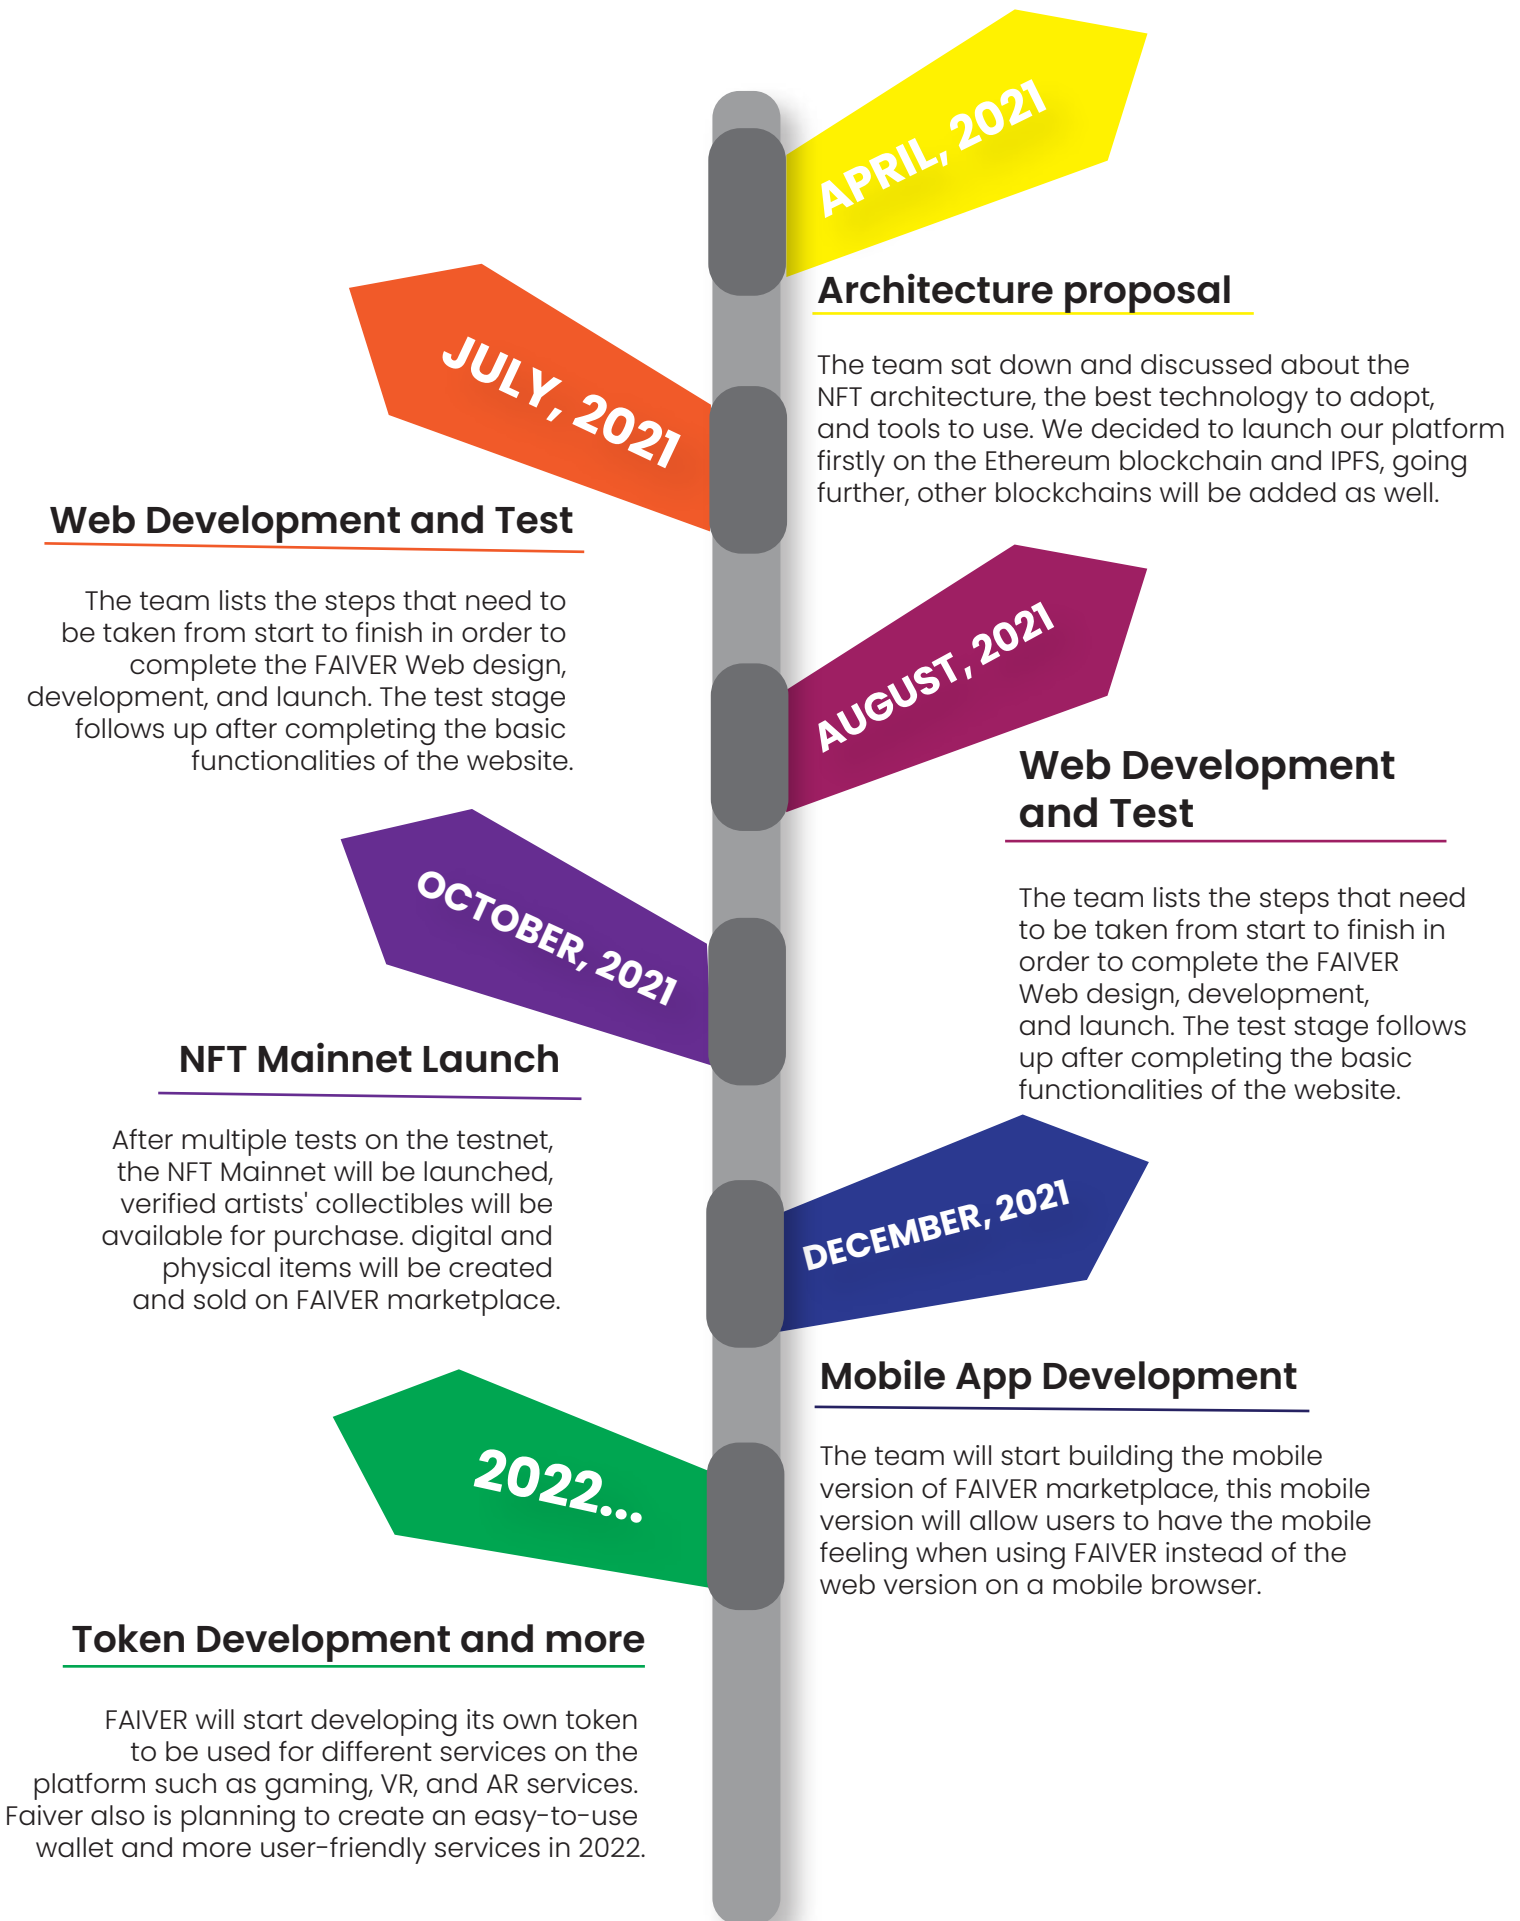 APRIL, 2021
Architecture proposal
The team sat down and discussed about the
NFT architecture, the best technology to adopt,
and tools to use. We decided to launch our platform
firstly on the Ethereum blockchain and IPFS, going
further, other blockchains will be added as well.
JULY, 2021
Web Development and Test
The team lists the steps that need to
be taken from start to finish in order to
complete the FAIVER Web design,
development, and launch. The test stage
follows up after completing the basic
functionalities of the website.
AUGUST, 2021
Web Development
and Test
The team lists the steps that need
to be taken from start to finish in
order to complete the FAIVER
Web design, development,
and launch. The test stage follows
up after completing the basic
functionalities of the website.
OCTOBER, 2021
NFT Mainnet Launch
After multiple tests on the testnet,
the NFT Mainnet will be launched,
verified artists' collectibles will be
available for purchase. digital and
physical items will be created
and sold on FAIVER marketplace.
DECEMBER, 2021
Mobile App Development
The team will start building the mobile
version of FAIVER marketplace, this mobile
version will allow users to have the mobile
feeling when using FAIVER instead of the
web version on a mobile browser.
2022...
Token Development and more
FAIVER will start developing its own token
to be used for different services on the
platform such as gaming, VR, and AR services.
Faiver also is planning to create an easy-to-use
wallet and more user-friendly services in 2022.